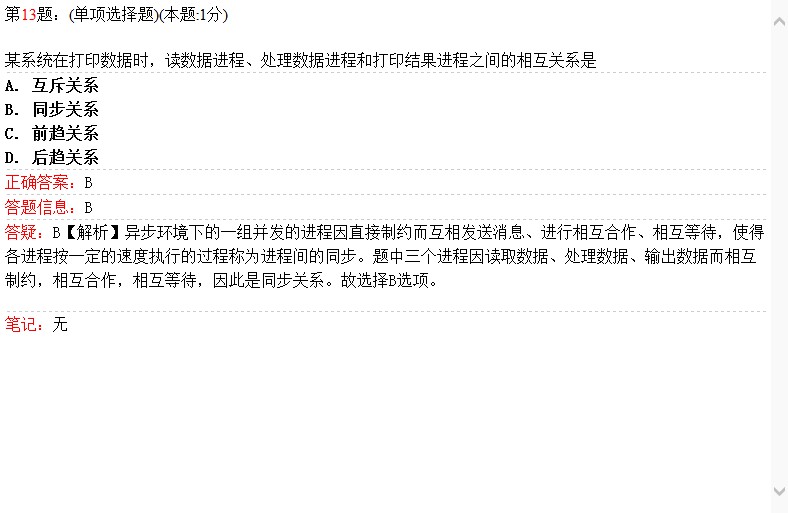 第13题：(单项选择题)(本题:1分)
某系统在打印数据时，读数据进程、处理数据进程和打印结果进程之间的相互关系是
A. 互斥关系
B. 同步关系
C. 前趋关系
D. 后趋关系
正确答案：B
答题信息：B
答疑：B【解析】异步环境下的一组并发的进程因直接制约而互相发送消息、进行相互合作、相互等待，使得
各进程按一定的速度执行的过程称为进程间的同步。题中三个进程因读取数据、处理数据、输出数据而相互
制约，相互合作，相互等待，因此是同步关系。故选择B选项。
笔记：无